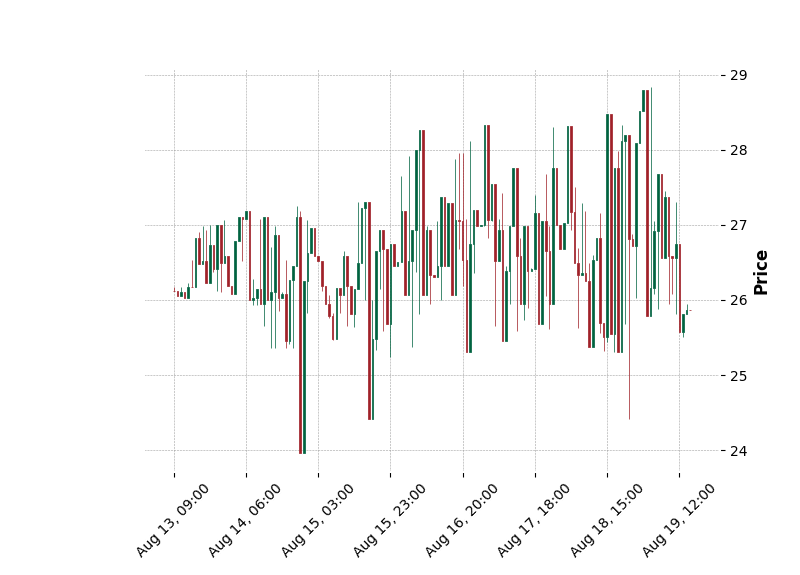 29
28
27
26
25
24
Price
Aug 13, 09:00
Aug 14, 06:00
Aug 15, 03:00
Aug 15, 23:00
Aug 16, 20:00
Aug 17, 18:00
Aug 18, 15:00
Aug 19, 12:00